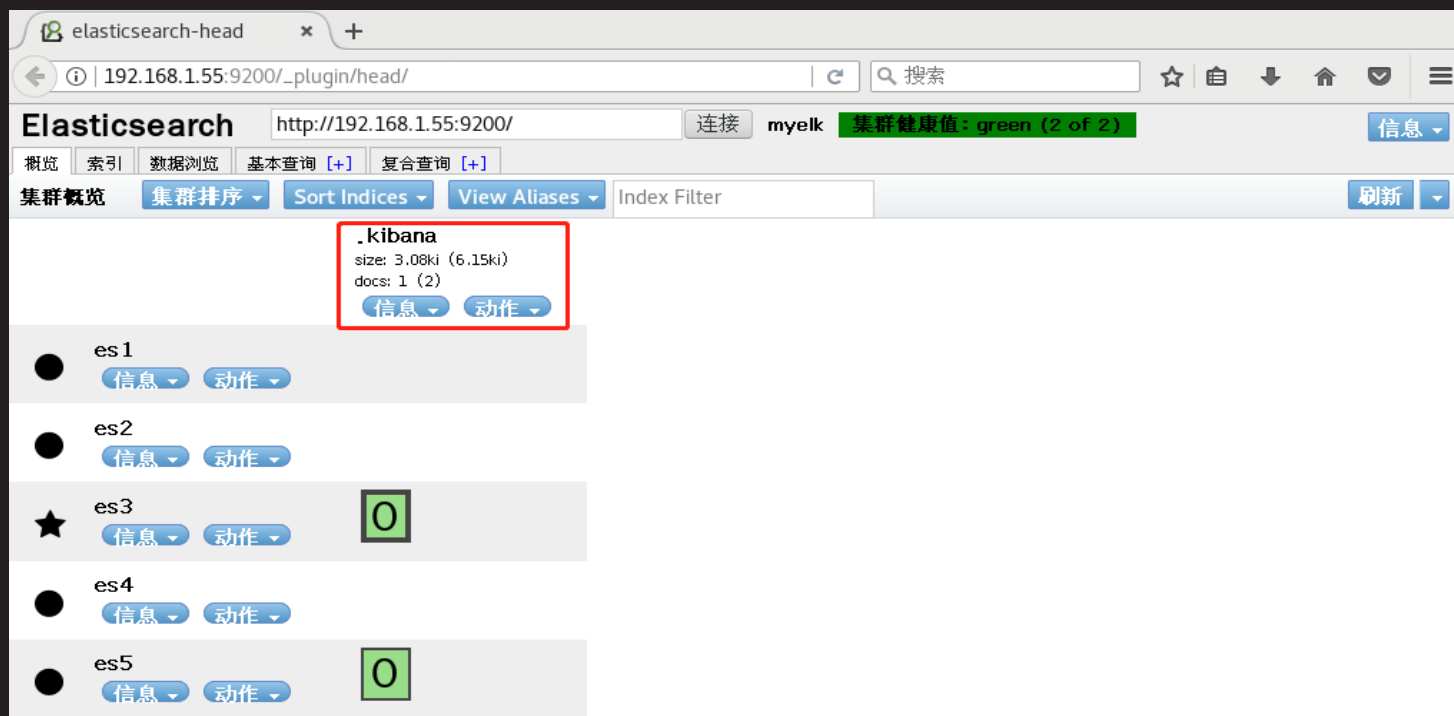 elasticsearch-head
192.168.1.55:9200/_plugin/head/ 搜索
Elasticsearch http://192.168.1.55:9200/ 连接 myelk 集群健康值: green (2 of 2) 信息
概览 索引 数据浏览 基本查询 [+] 复合查询 [+]
集群概览 集群排序 Sort Indices View Aliases Index Filter 刷新
.kibana
size: 3.08ki (6.15ki)
docs: 1 (2)
信息 动作
es1
信息 动作
es2
信息 动作
es3 0
信息 动作
es4
信息 动作
es5 0
信息 动作